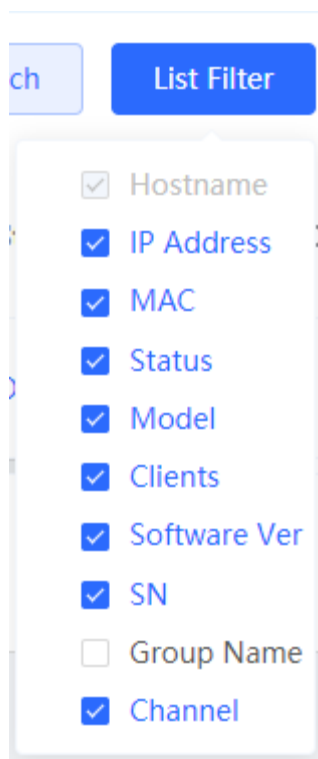 ch
List Filter
Hostname
IP Address
MAC
Status
Model
Clients
Software Ver
SN
Group Name
Channel